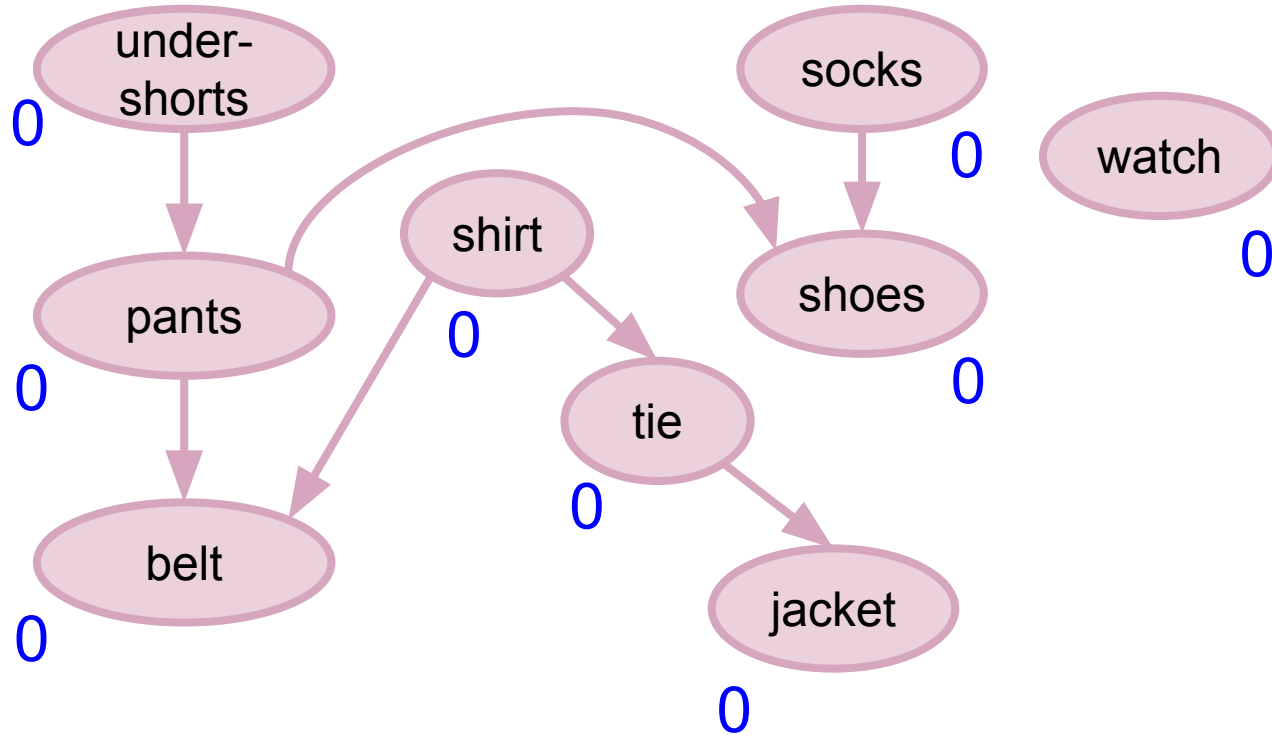 under-
shorts
0
socks
0
watch
0
shirt
0
pants
0
shoes
0
tie
0
belt
0
jacket
0